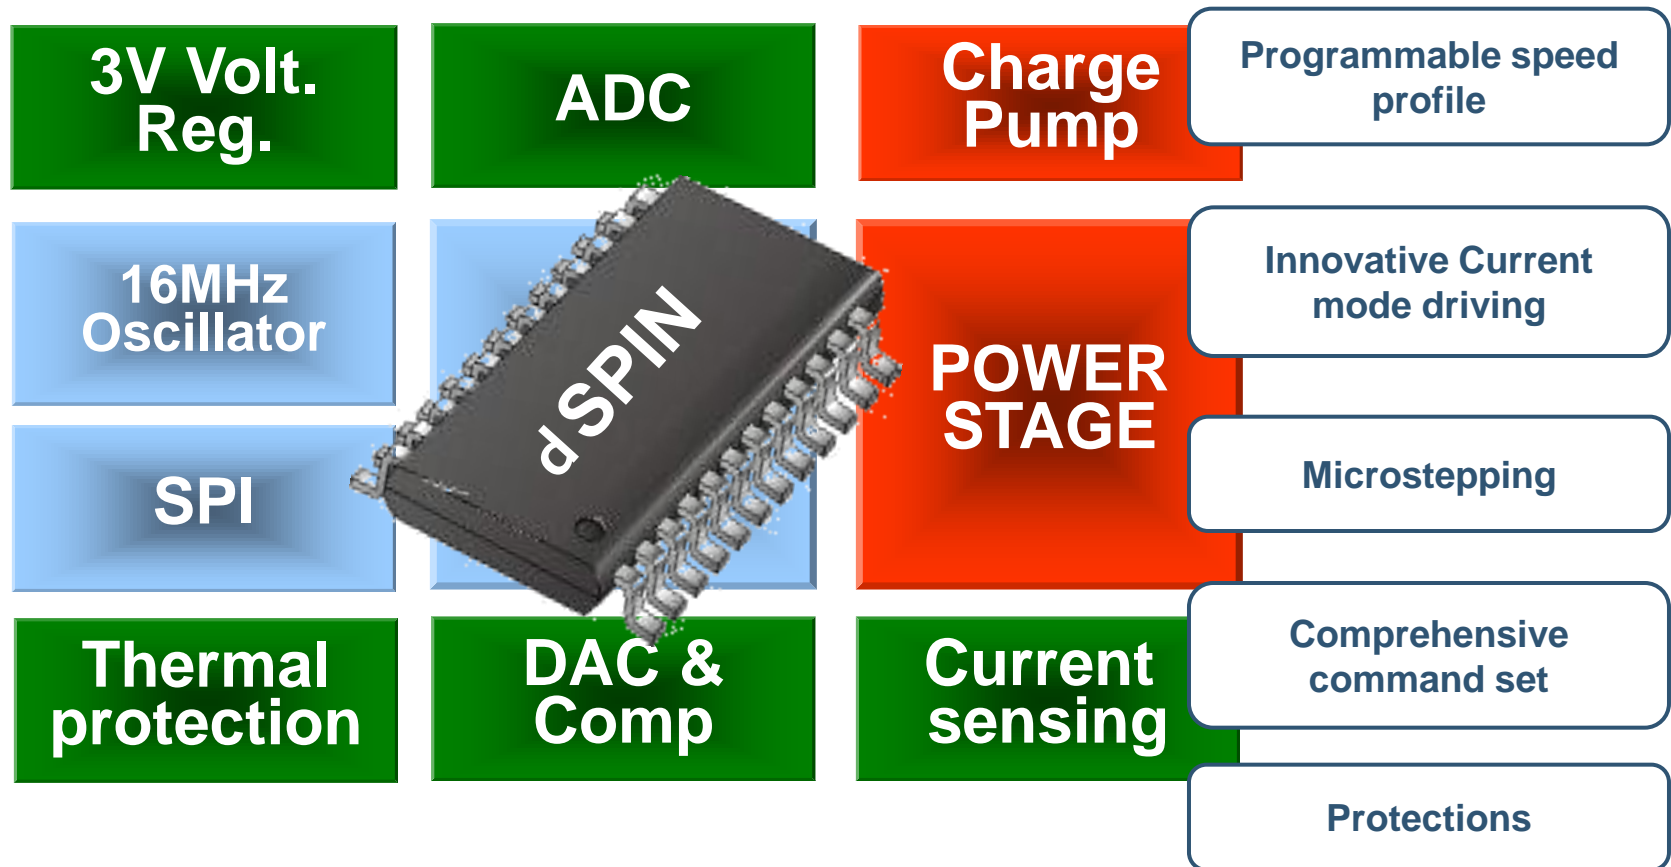 3V Volt.
Reg.
ADC
Charge
Pump
Programmable speed
profile
16MHz
Oscillator
d SPIN
POWER
STAGE
Innovative Current
mode driving
SPI
Microstepping
Thermal
protection
DAC &
Comp
Current
sensing
Comprehensive
command set
Protections